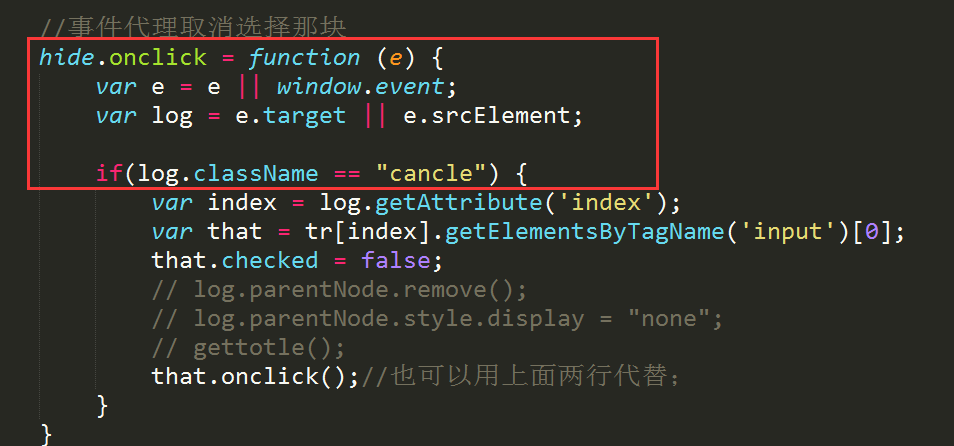 //事件代理取消选择那块
hide.onclick = function (e) {
var e = e || window.event;
var log = e.target || e.srcElement;
if(log.className == "cancle") {
var index = log.getAttribute('index');
var that = tr[index].getElementsByTagName('input')[0];
that.checked = false;
// log.parentNode.remove();
// log.parentNode.style.display = "none";
// gettotle();
that.onclick();//也可以用上面两行代替;
}
}